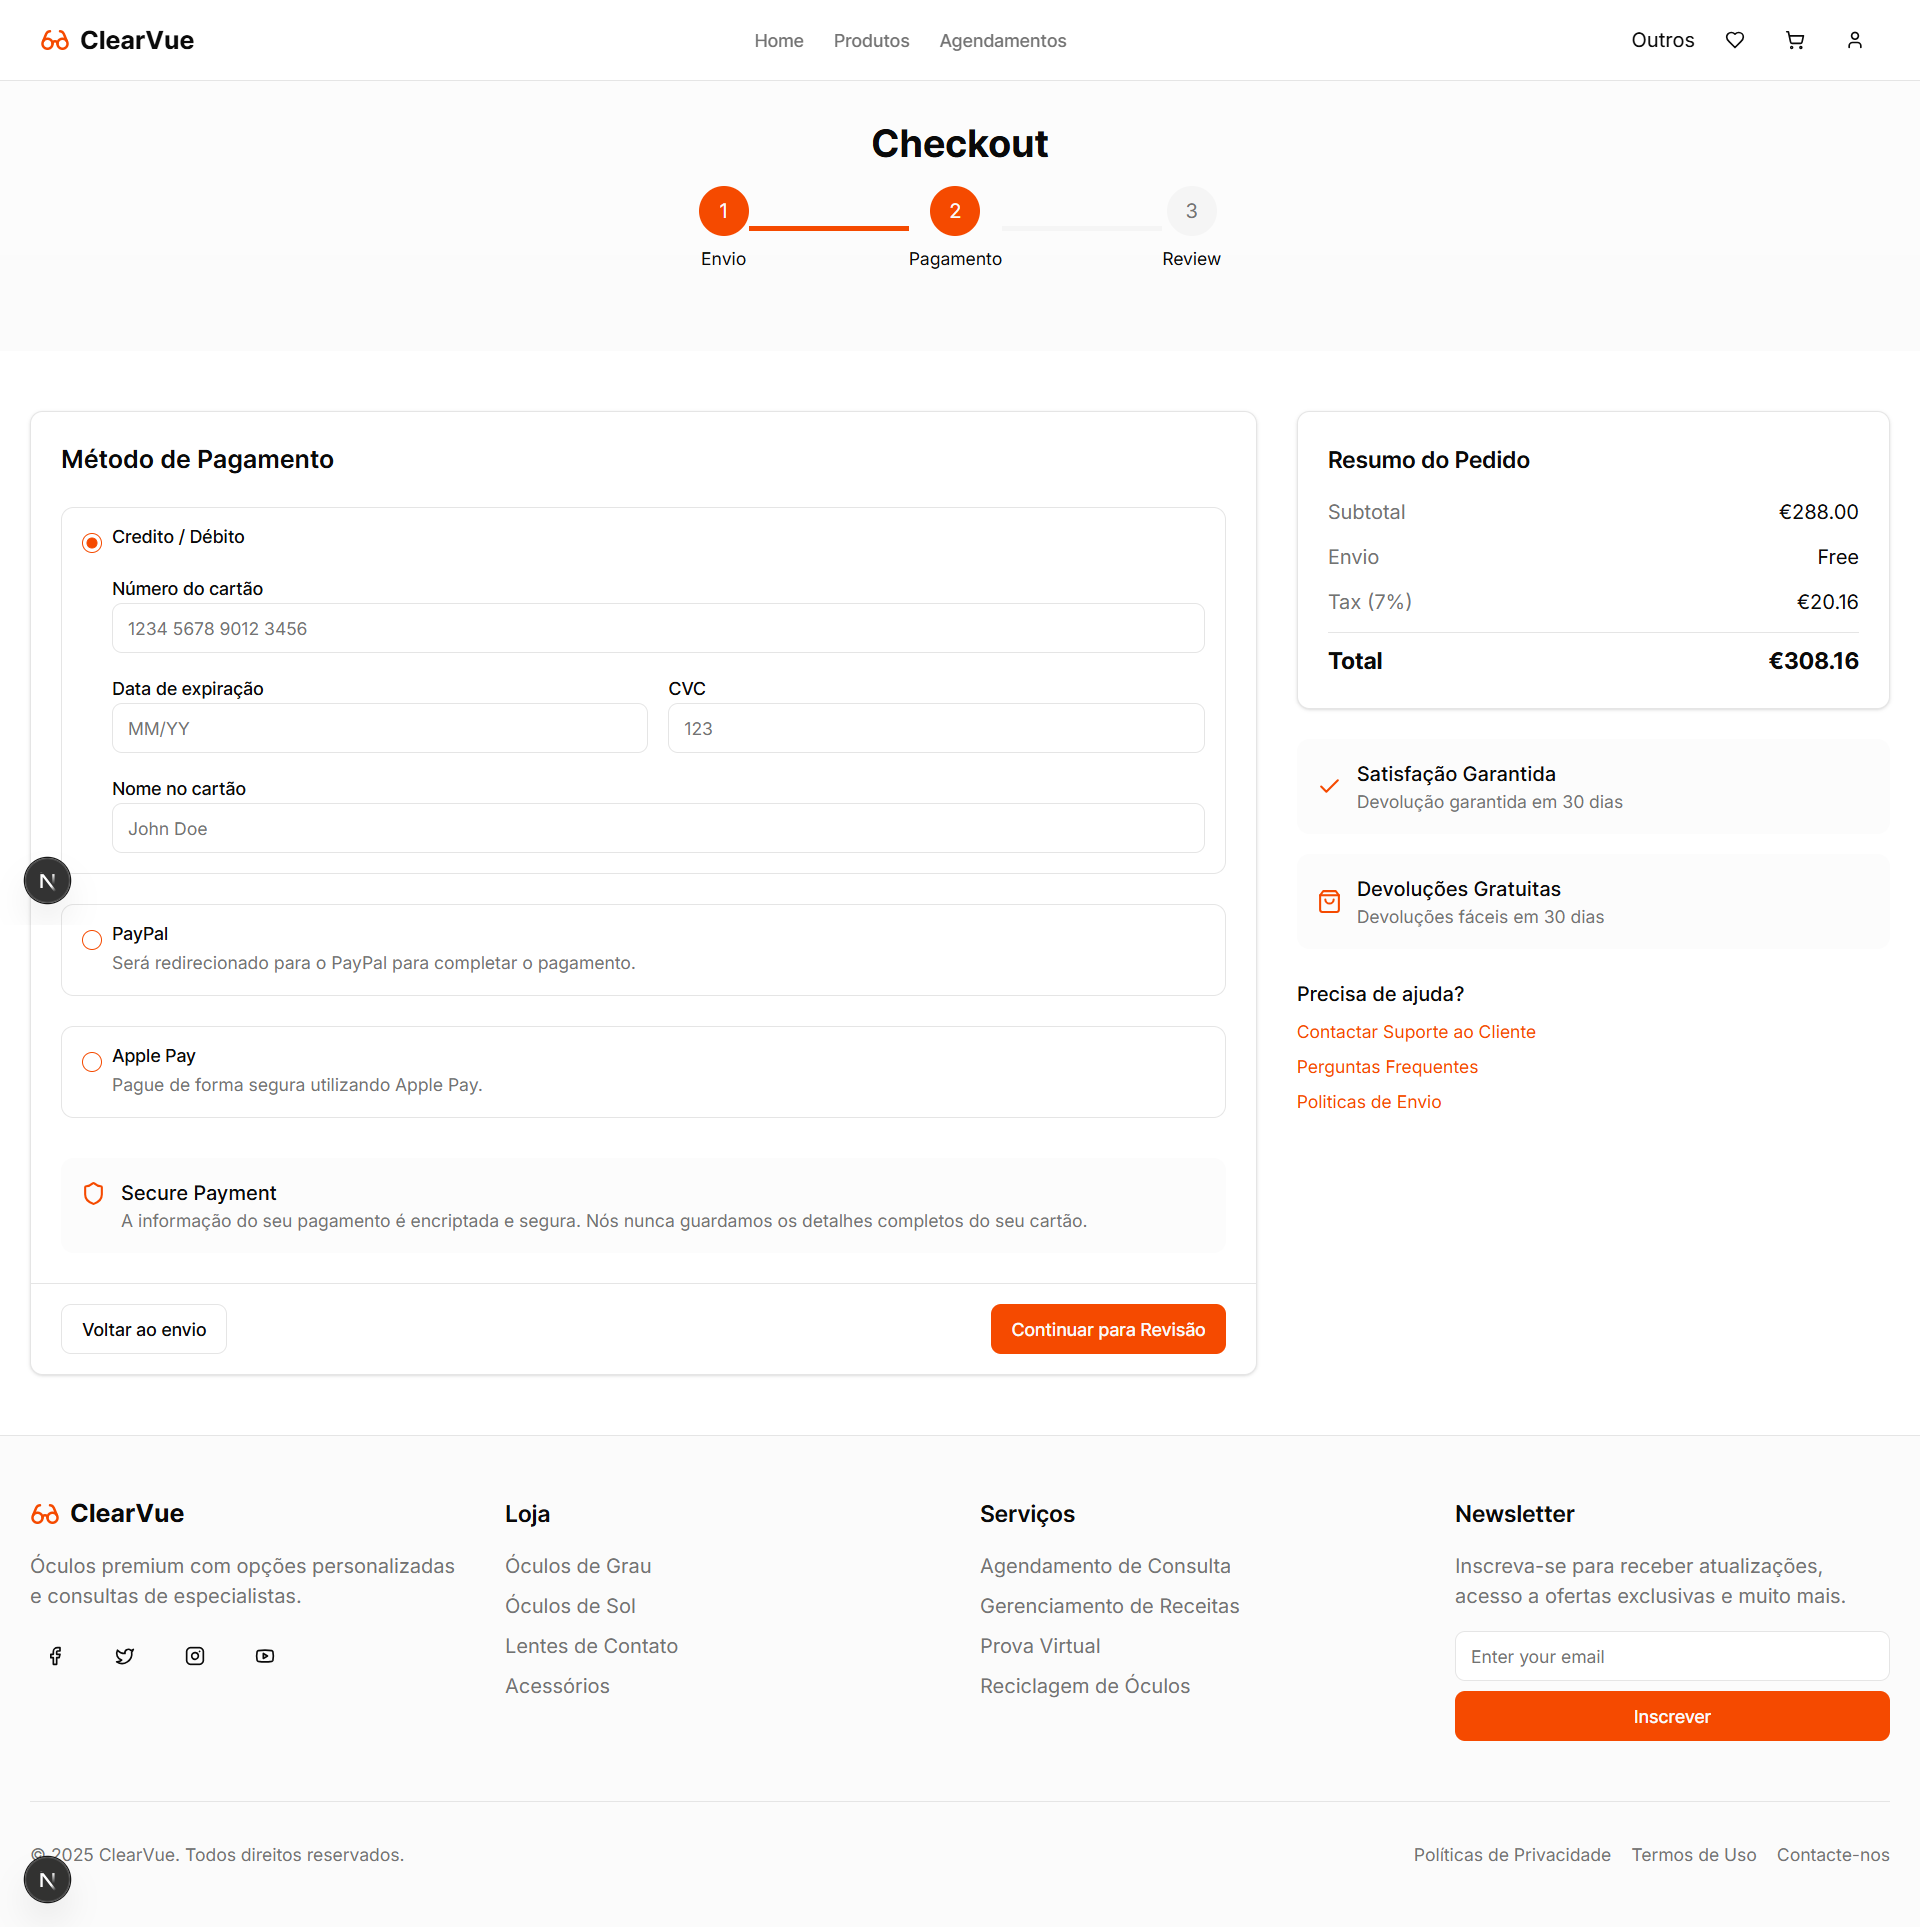 ClearVue
Home
Produtos
Agendamentos
Outros
Checkout
1
2
3
Envio
Pagamento
Review
Método de Pagamento
Credito / Débito
Número do cartão
1234 5678 9012 3456
Data de expiração
CVC
MM/YY
123
Nome no cartão
John Doe
N
PayPal
Será redirecionado para o PayPal para completar o pagamento.
Apple Pay
Pague de forma segura utilizando Apple Pay.
Secure Payment
A informação do seu pagamento é encriptada e segura. Nós nunca guardamos os detalhes completos do seu cartão.
Voltar ao envio
Continuar para Revisão
Resumo do Pedido
Subtotal €288.00
Envio Free
Tax (7%) €20.16
Total €308.16
Satisfação Garantida
Devolução garantida em 30 dias
Devoluções Gratuitas
Devoluções fáceis em 30 dias
Precisa de ajuda?
Contactar Suporte ao Cliente
Perguntas Frequentes
Politicas de Envio
ClearVue
Óculos premium com opções personalizadas
e consultas de especialistas.
Loja
Óculos de Grau
Óculos de Sol
Lentes de Contato
Acessórios
Serviços
Agendamento de Consulta
Gerenciamento de Receitas
Prova Virtual
Reciclagem de Óculos
Newsletter
Inscreva-se para receber atualizações,
acesso a ofertas exclusivas e muito mais.
Enter your email
Inscrever
© 2025 ClearVue. Todos direitos reservados.
Políticas de Privacidade
Termos de Uso
Contacte-nos
N